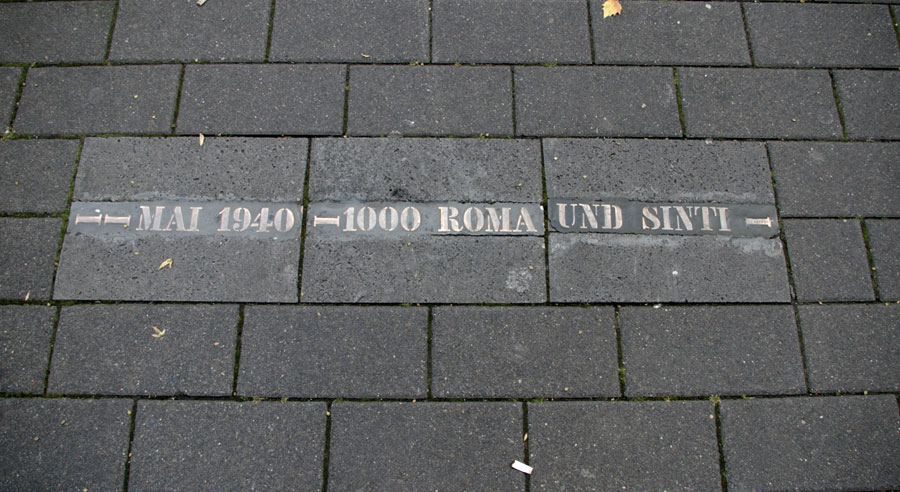 MAI 1940 – 1000 ROMA UND SINTI –